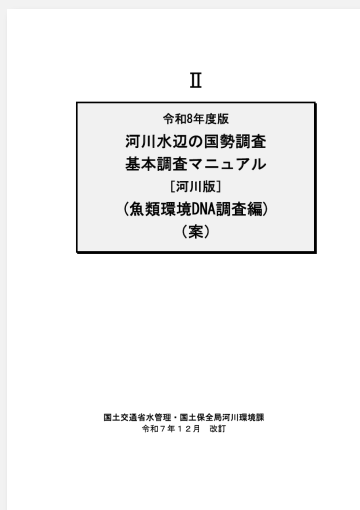 Ⅱ
令和8年度版
河川水辺の国勢調査
基本調査マニュアル
[河川版]
(魚類環境DNA調査編)
(案)
国土交通省水管理・国土保全局河川環境課
令和７年１２月　改訂